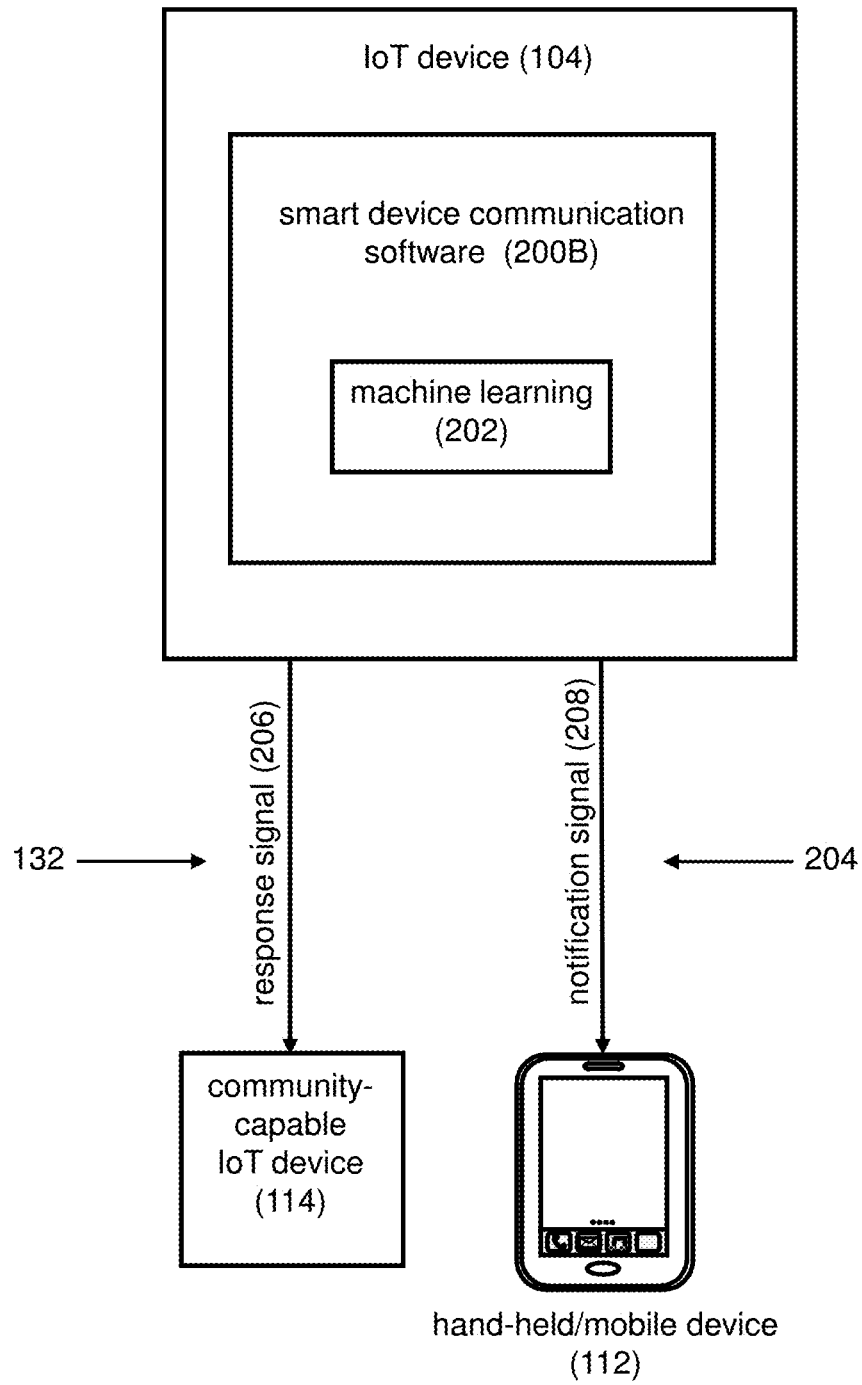 IoT device (104)
smart device communication
software (200B)
machine learning
(202)
response signal (206)
notification signal (208)
132
204
community-
capable
IoT device
(114)
hand-held/mobile device
(112)